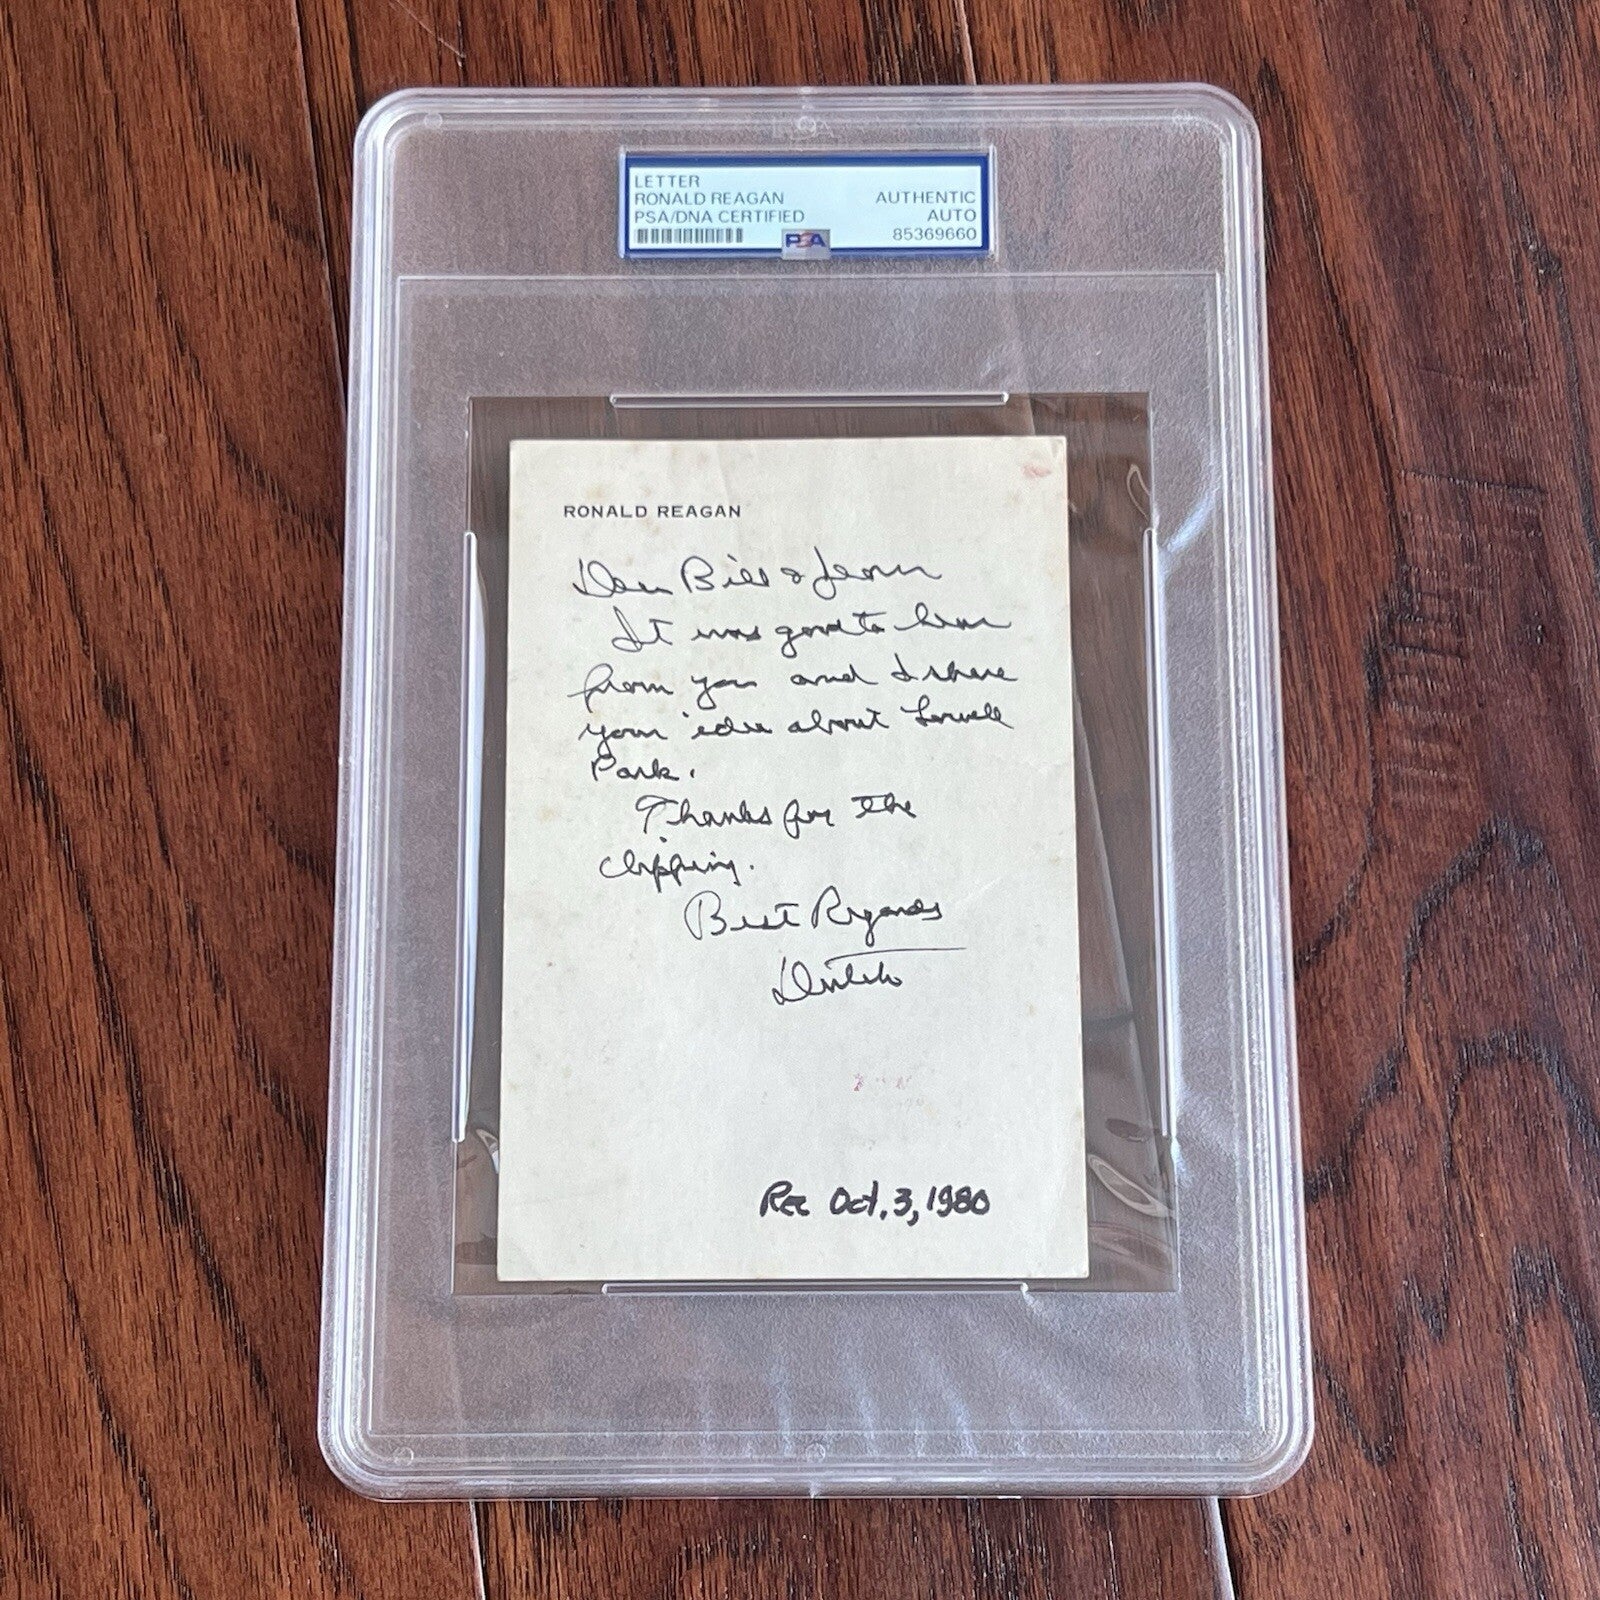 LETTER
RONALD REAGAN
PSA/DNA CERTIFIED
AUTHENTIC
AUTO
85369660
PSA
RONALD REAGAN
Dear Bill & Jean
It was good to hear
from you and I share
your idea about Lowell
Park.
Thanks for the
clipping.
Best Regards
Dutch
Rec Oct. 3, 1980